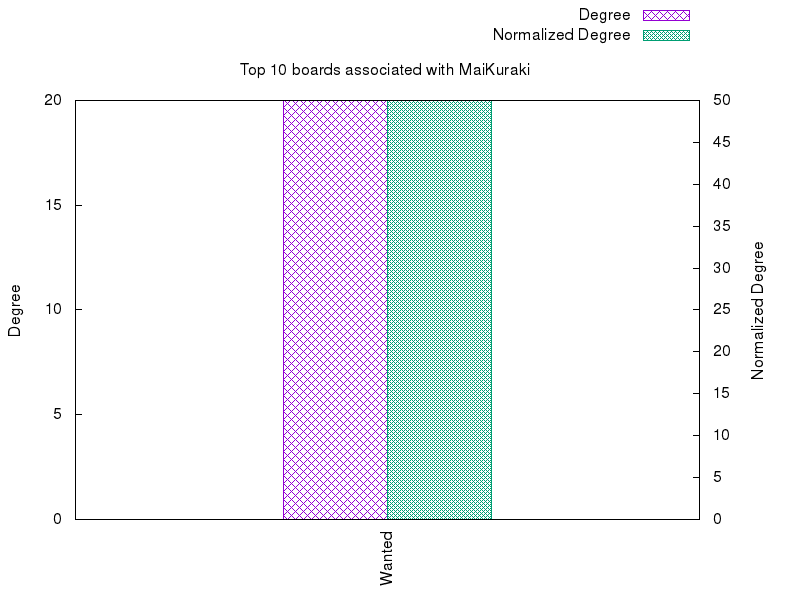 Degree
Normalized Degree
Top 10 boards associated with MaiKuraki
20
15
10
5
0
50
45
40
35
30
25
20
15
10
5
0
Degree
Normalized Degree
Wanted